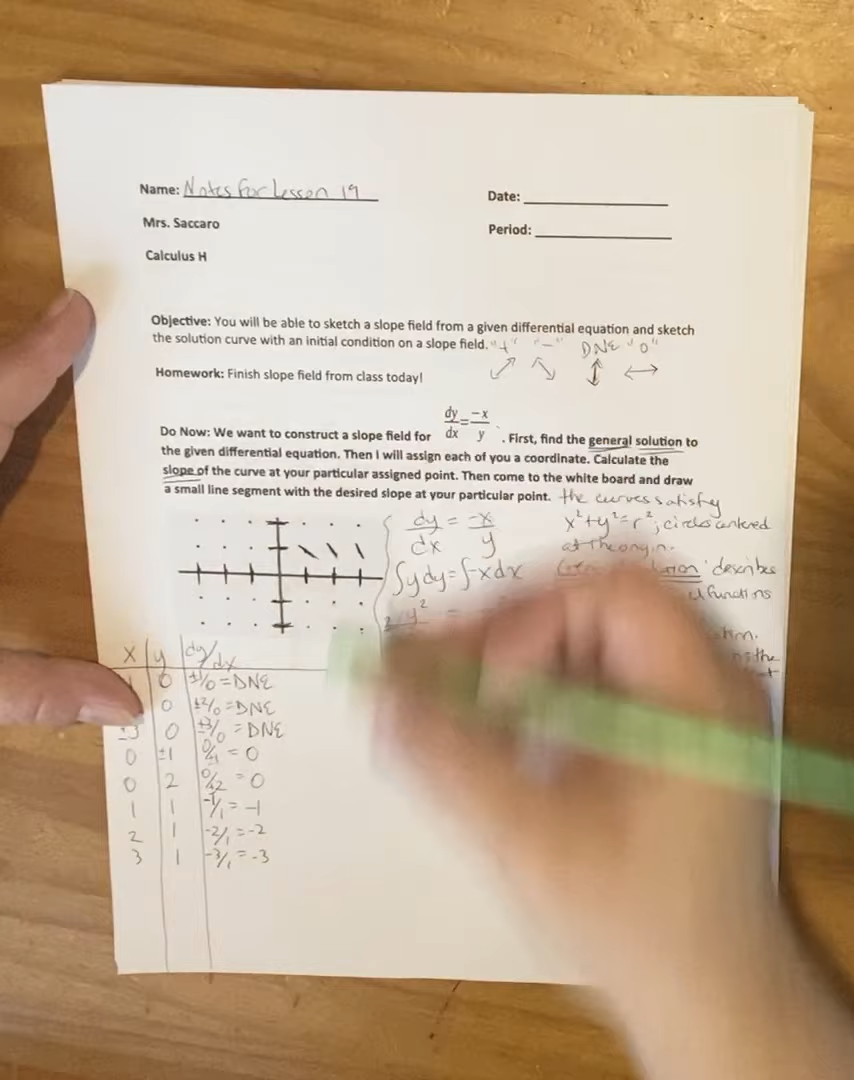 Name: Notes for Lesson 19
Date:
Mrs. Saccaro
Period:
Calculus H
Objective: You will be able to sketch a slope field from a given differential equation and sketch
the solution curve with an initial condition on a slope field. "+" "-" DNE "0"
Homework: Finish slope field from class today!
Do Now: We want to construct a slope field for dy/dx = -x/y . First, find the general solution to
the given differential equation. Then I will assign each of you a coordinate. Calculate the
slope of the curve at your particular assigned point. Then come to the white board and draw
a small line segment with the desired slope at your particular point.
the curves satisfy
x²+y²=r²; circles centered
at the origin.
describes
functions
the
dy/dx = -x/y
∫ydy=∫-xdx
y² =
x y dy/dx
0 ±1/0 = DNE
0 ±2/0 = DNE
±3 0 ±3/0 = DNE
0 ±1 0/±1 = 0
0 2 0/±2 = 0
1 1 -1/1 = -1
2 1 -2/1 = -2
3 1 -3/1 = -3